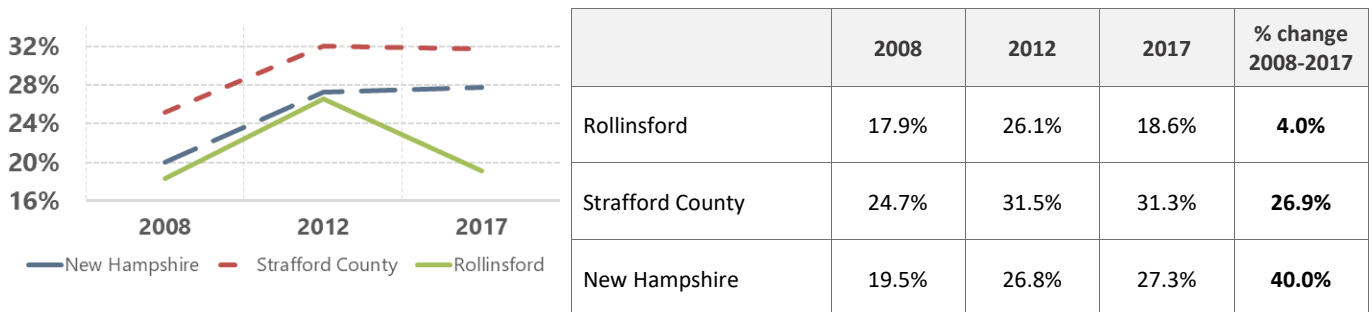 32%
28%
24%
20%
16%
2008 2012 2017
New Hampshire Strafford County Rollinsford
2008 2012 2017 % change
2008-2017
Rollinsford 17.9% 26.1% 18.6% 4.0%
Strafford County 24.7% 31.5% 31.3% 26.9%
New Hampshire 19.5% 26.8% 27.3% 40.0%